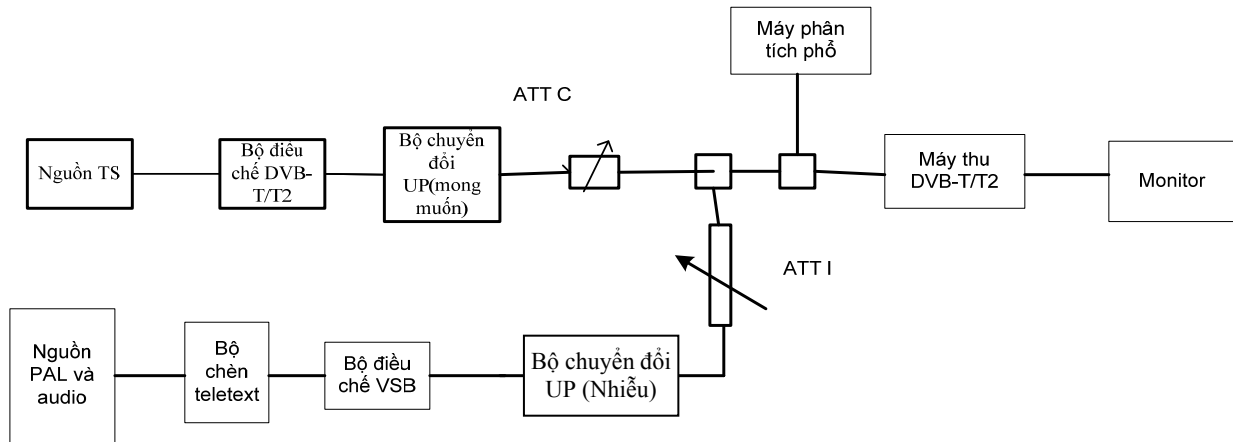 Máy phân
tích phổ
ATT C
Nguồn TS
Bộ điều
chế DVB-
T/T2
Bộ chuyển
đổi
UP(mong
muốn)
Máy thu
DVB-T/T2
Monitor
ATT I
Nguồn
PAL và
audio
Bộ
chèn
teletext
Bộ điều
chế VSB
Bộ chuyển đổi
UP (Nhiễu)